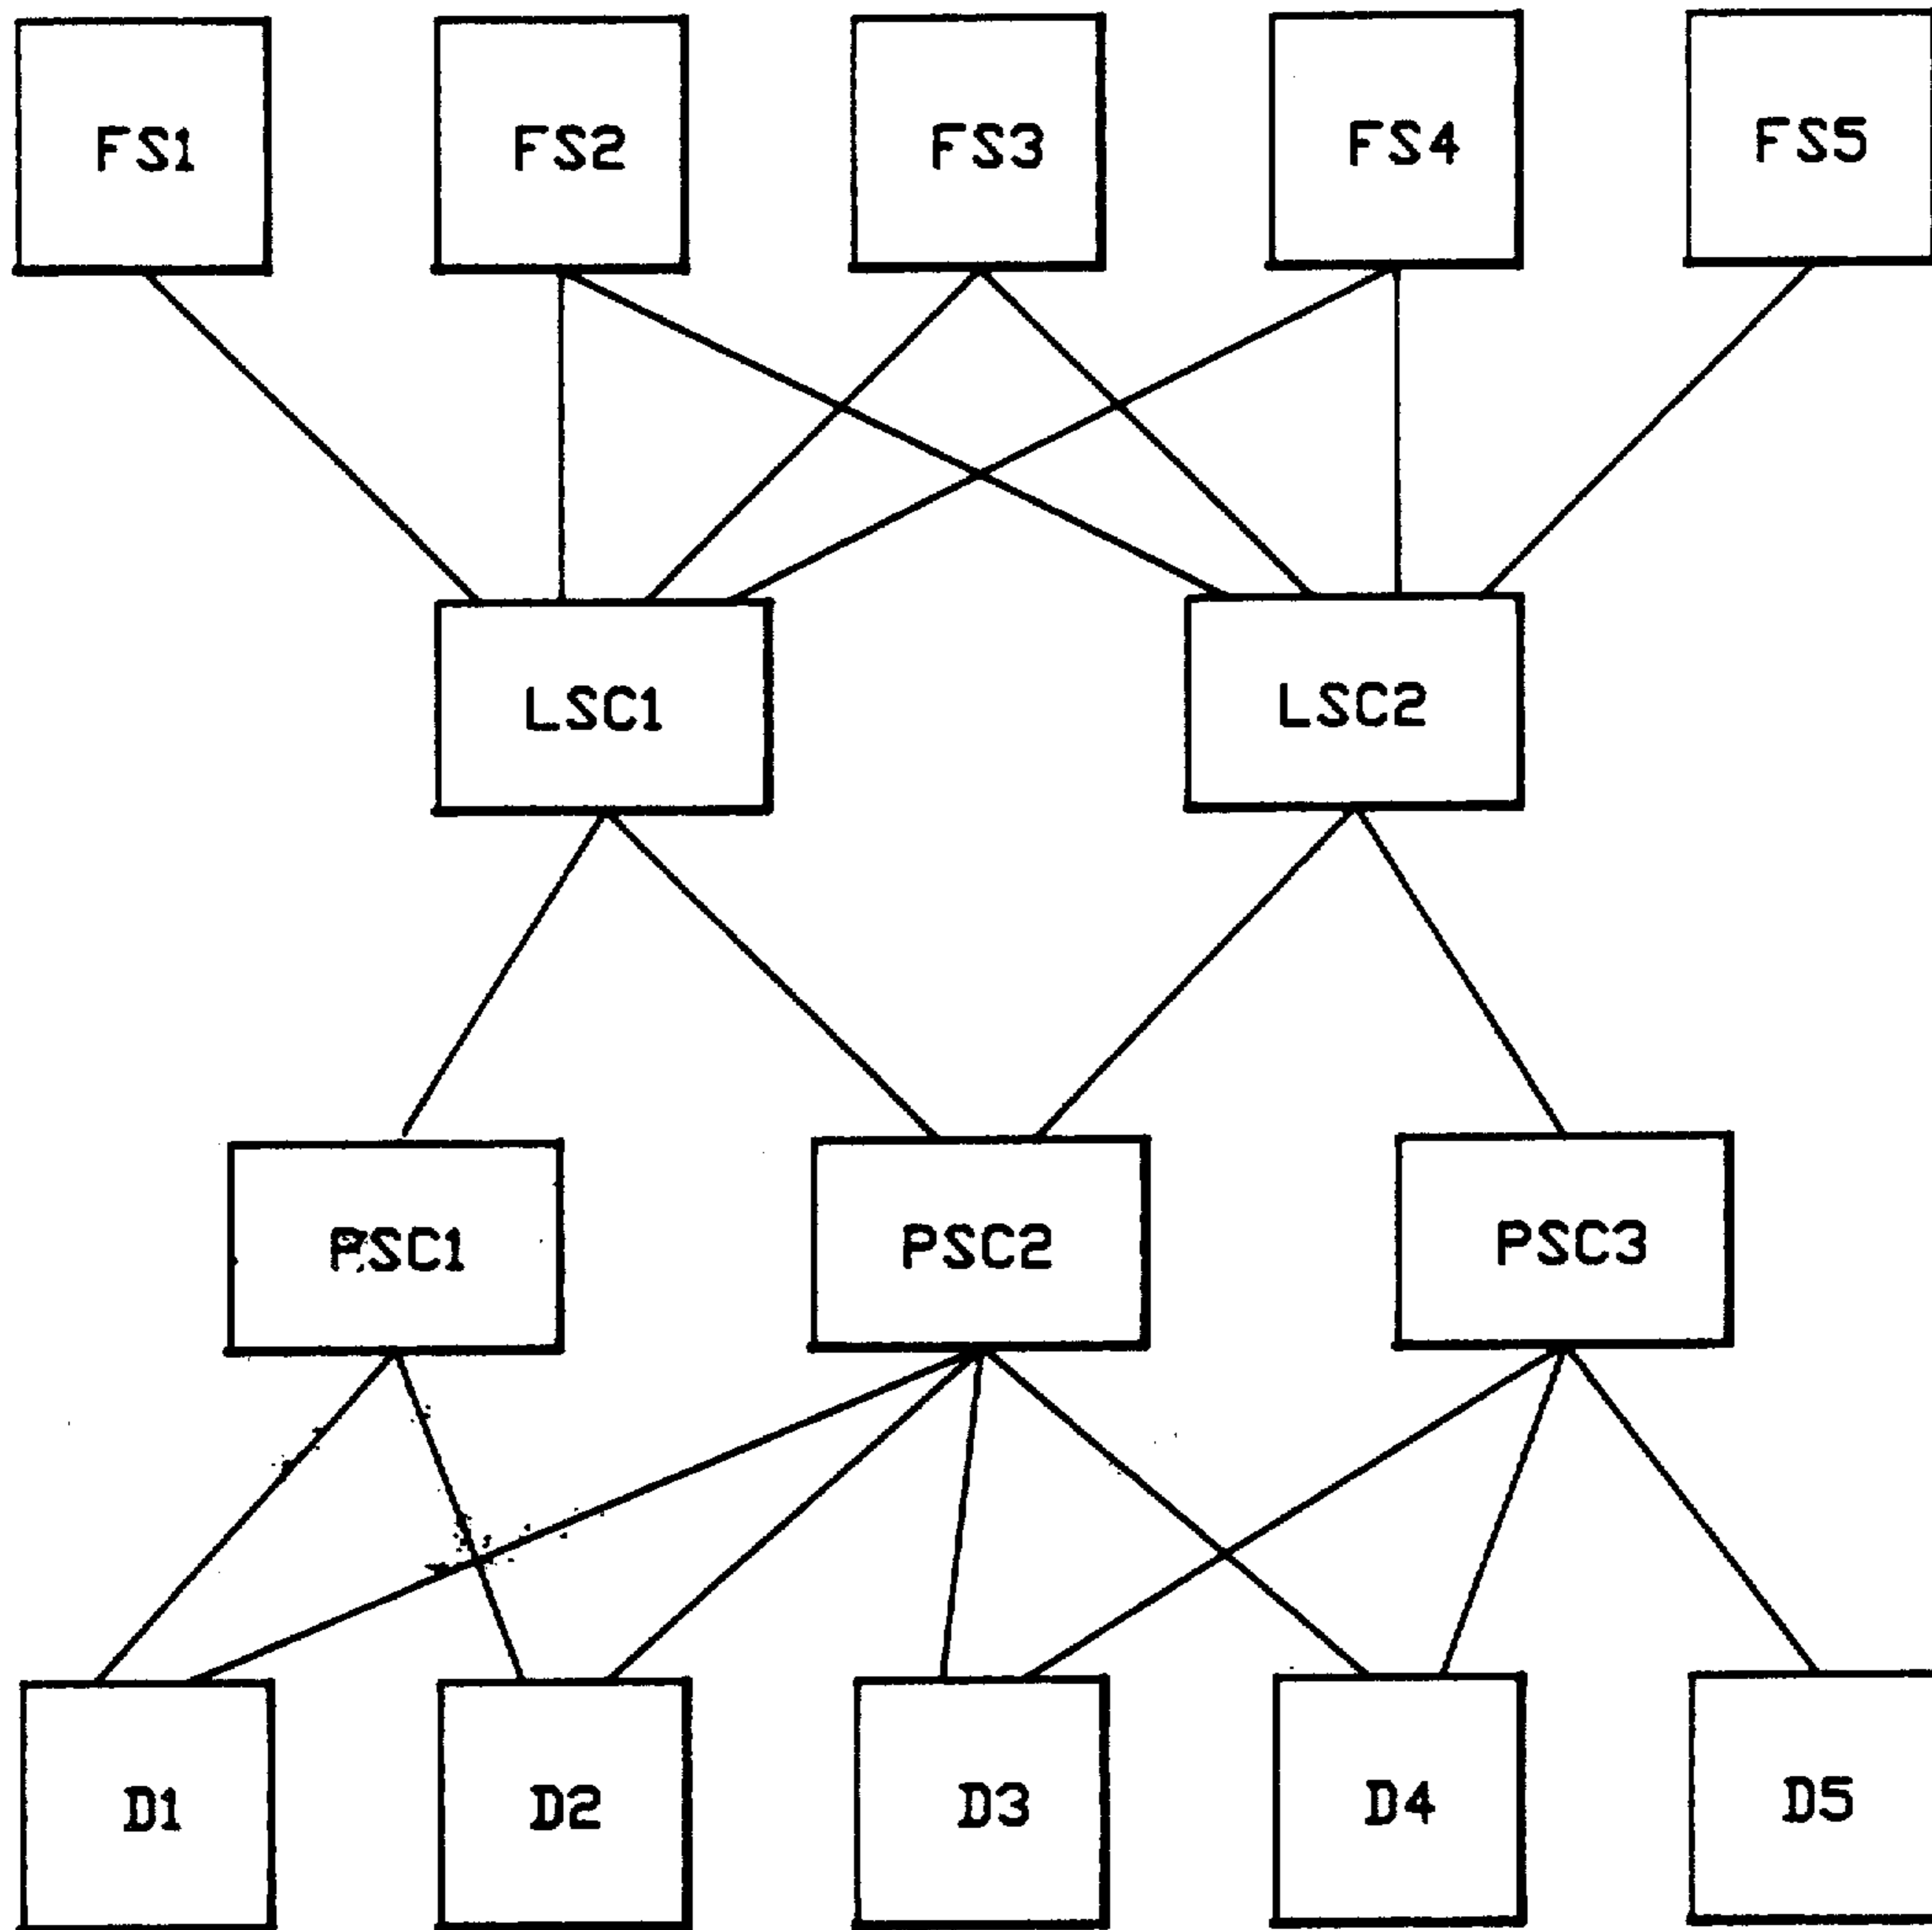 FS1 FS2 FS3 FS4 FS5
LSC1 LSC2
PSC1 PSC2 PSC3
D1 D2 D3 D4 D5